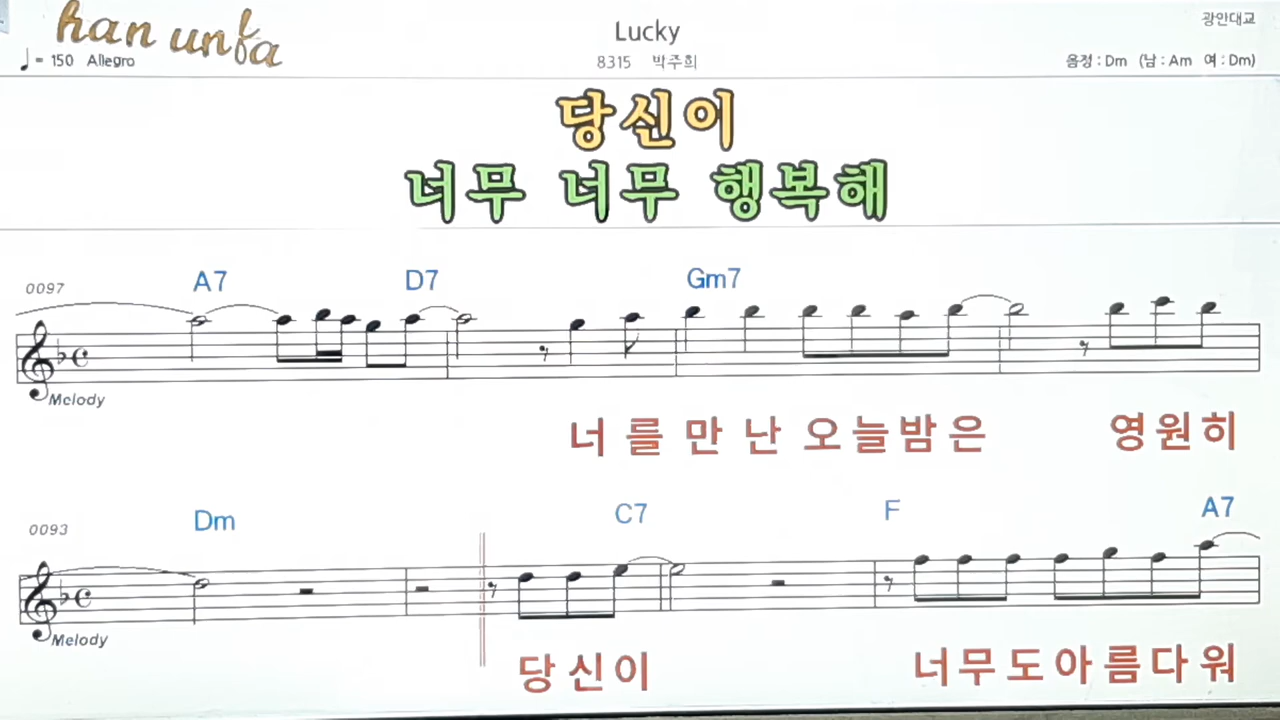 han unfa
Lucky
광안대교
♩= 150 Allegro
8315 박주희
음정 : Dm (남 : Am 여 : Dm)
당신이
너무 너무 행복해
A7 D7 Gm7
0097
Melody
너 를 만 난 오 늘 밤 은 영 원 히
Dm C7 F A7
0093
Melody
당 신 이 너 무 도 아 름 다 워